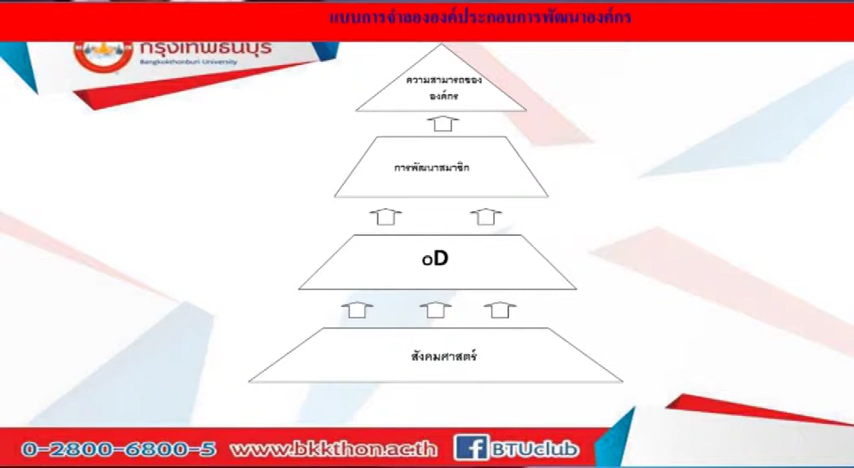 แบบการจำลององค์ประกอบการพัฒนาองค์กร
กรุงเทพธนบุรี
Bangkokthonburi University
ความสามารถของ
องค์กร
การพัฒนาสมาชิก
oD
สังคมศาสตร์
0-2800-6800-5 www.bkkthon.ac.th f BTUclub